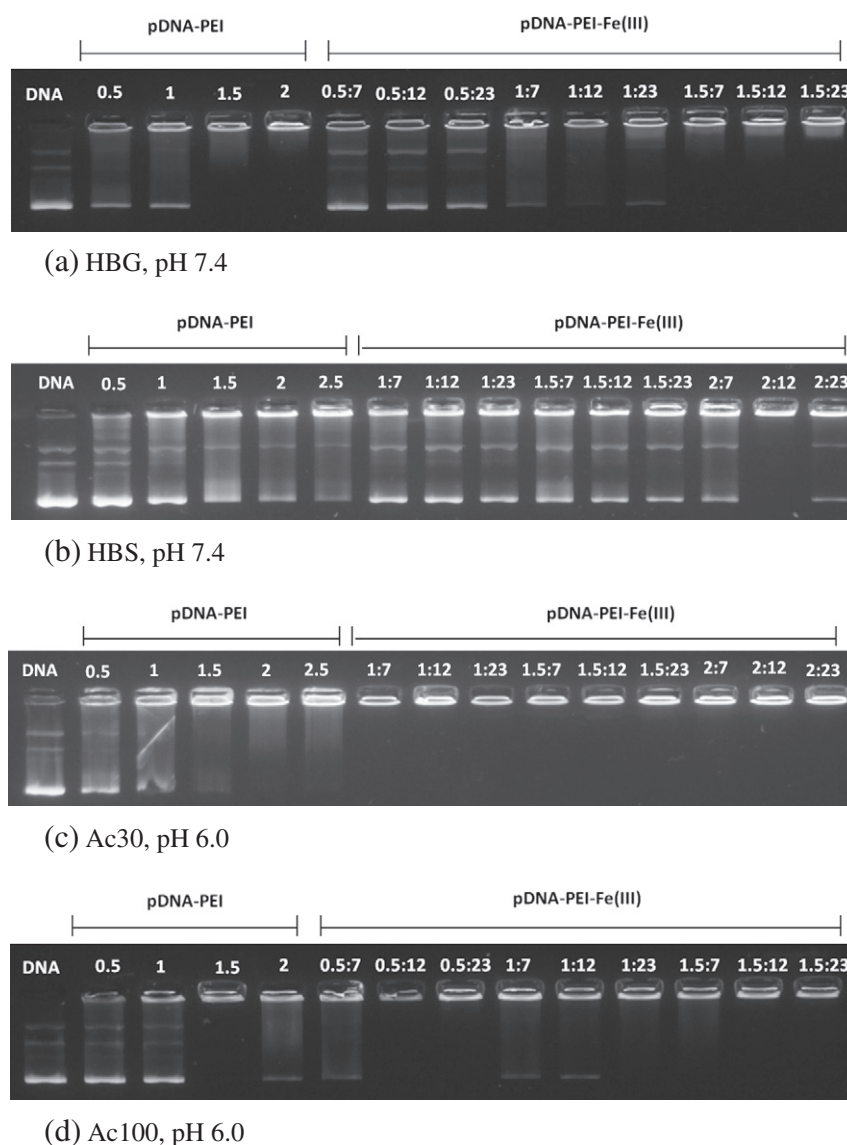 pDNA-PEI pDNA-PEI-Fe(III)
DNA 0.5 1 1.5 2 0.5:7 0.5:12 0.5:23 1:7 1:12 1:23 1.5:7 1.5:12 1.5:23
(a) HBG, pH 7.4
pDNA-PEI pDNA-PEI-Fe(III)
DNA 0.5 1 1.5 2 2.5 1:7 1:12 1:23 1.5:7 1.5:12 1.5:23 2:7 2:12 2:23
(b) HBS, pH 7.4
pDNA-PEI pDNA-PEI-Fe(III)
DNA 0.5 1 1.5 2 2.5 1:7 1:12 1:23 1.5:7 1.5:12 1.5:23 2:7 2:12 2:23
(c) Ac30, pH 6.0
pDNA-PEI pDNA-PEI-Fe(III)
DNA 0.5 1 1.5 2 0.5:7 0.5:12 0.5:23 1:7 1:12 1:23 1.5:7 1.5:12 1.5:23
(d) Ac100, pH 6.0